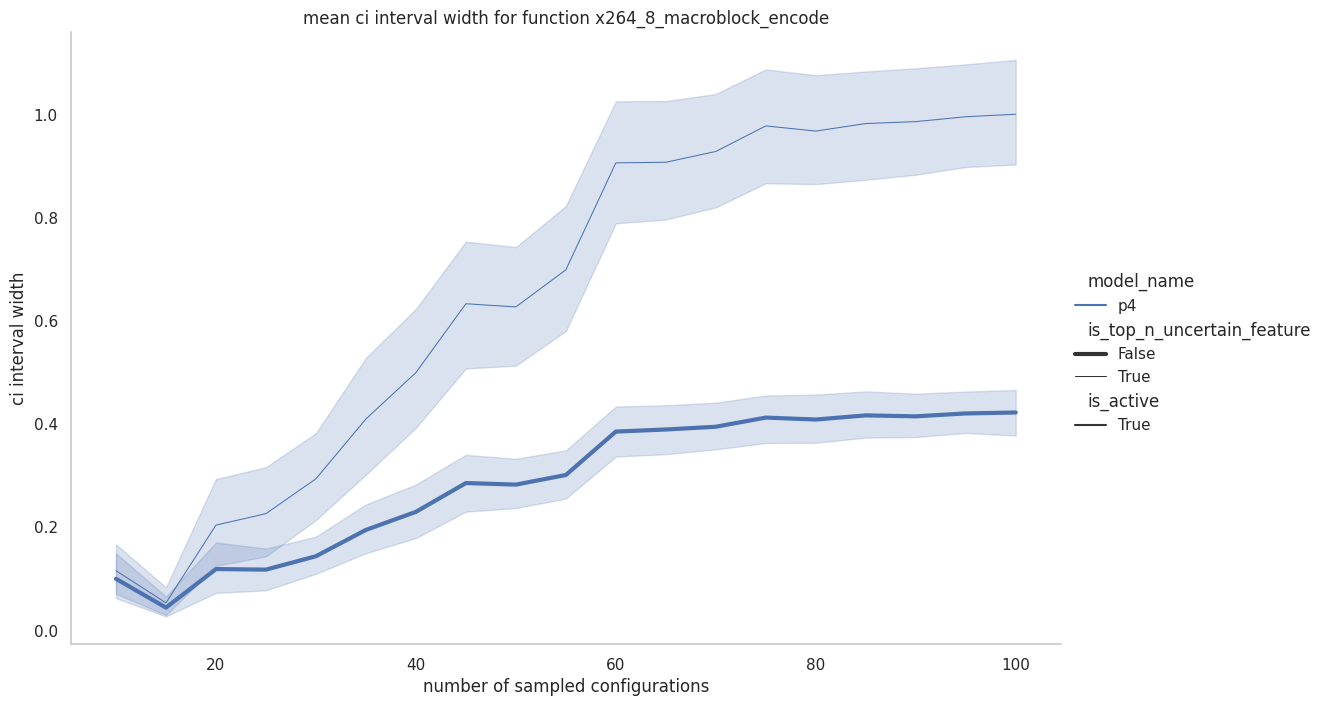 mean ci interval width for function x264_8_macroblock_encode
ci interval width
1.0
0.8
0.6
0.4
0.2
0.0
20
40
60
80
100
number of sampled configurations
model_name
p4
is_top_n_uncertain_feature
False
True
is_active
True